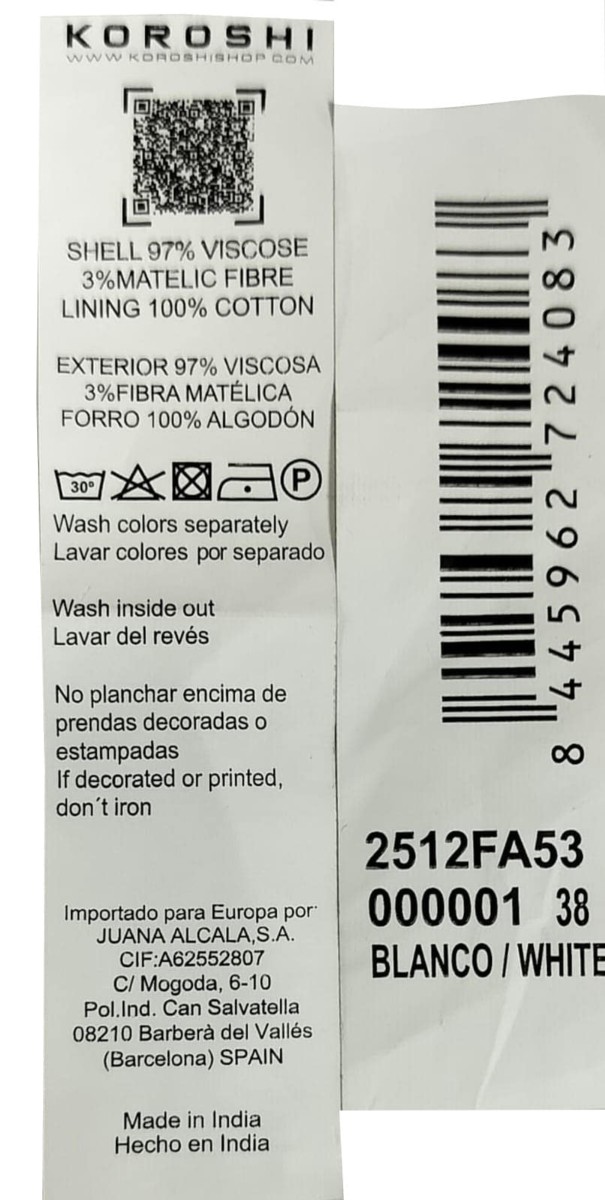 KOROSHI
WWW.KOROSHISHOP.COM
SHELL 97% VISCOSE
3%MATELIC FIBRE
LINING 100% COTTON
EXTERIOR 97% VISCOSA
3%FIBRA MATÉLICA
FORRO 100% ALGODÓN
30°
P
Wash colors separately
Lavar colores por separado
Wash inside out
Lavar del revés
No planchar encima de
prendas decoradas o
estampadas
If decorated or printed,
don´t iron
Importado para Europa por:
JUANA ALCALA,S.A.
CIF:A62552807
C/ Mogoda, 6-10
Pol.Ind. Can Salvatella
08210 Barberà del Vallés
(Barcelona) SPAIN
Made in India
Hecho en India
8 445962 724083
2512FA53
000001 38
BLANCO / WHITE